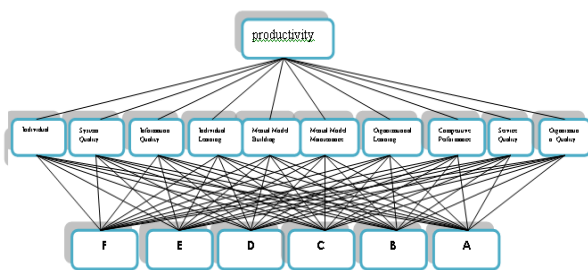 productivity
Individual
System
Quality
Information
Quality
Individual
Learning
Mental Model
Building
Mental Model
Maintenance
Organizational
Learning
Competitive
Performance
Service
Quality
Organization
n Quality
F
E
D
C
B
A